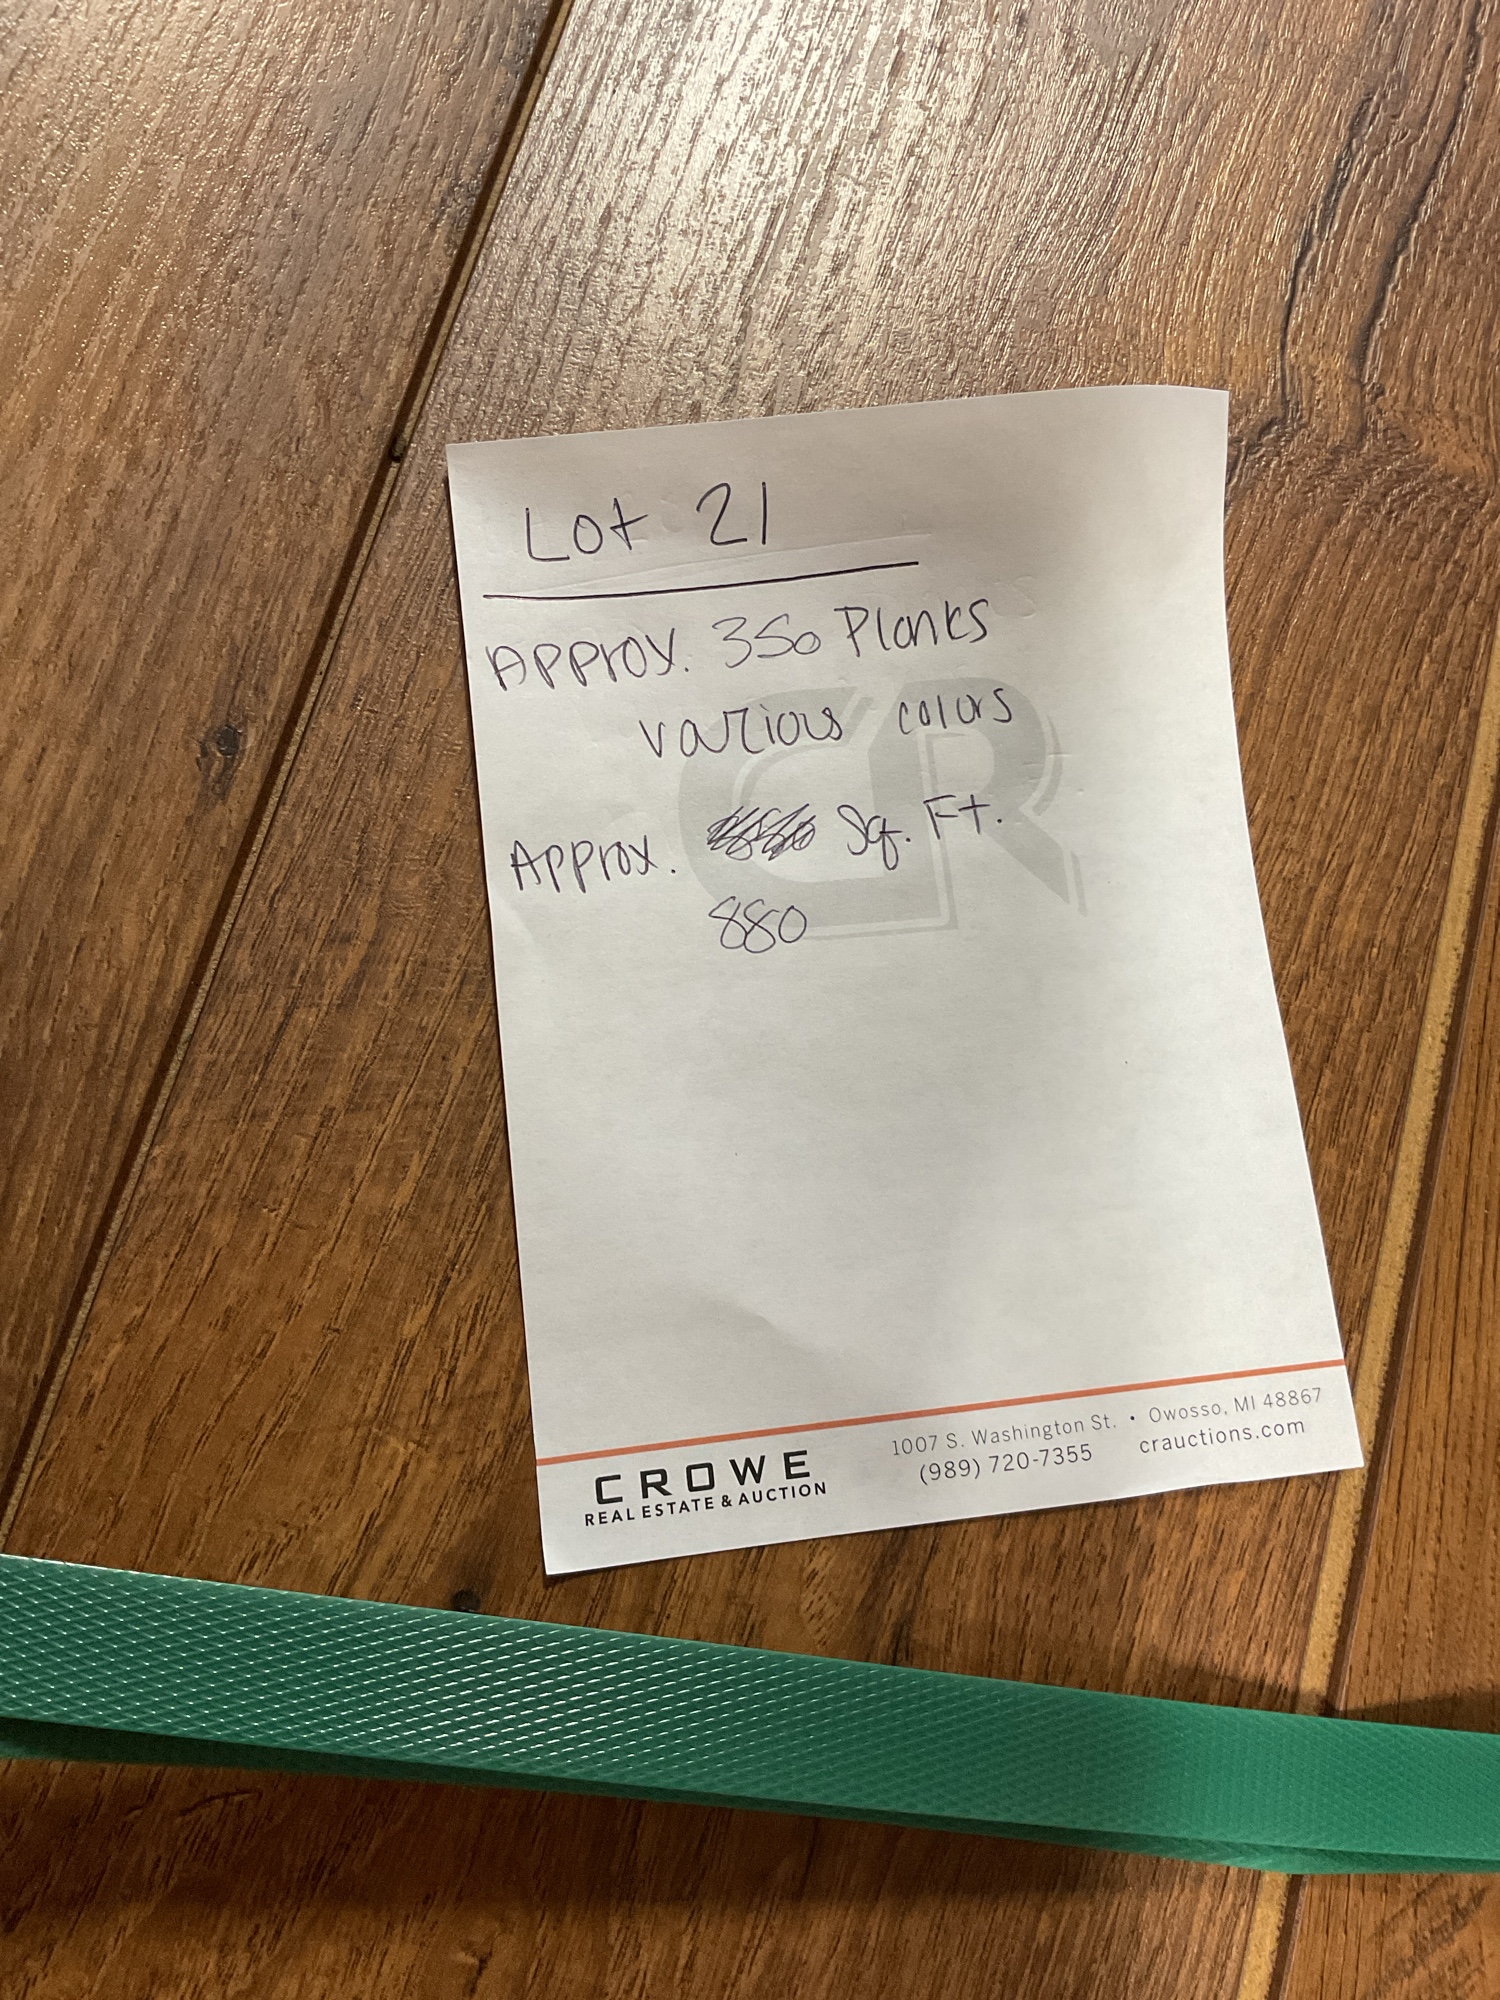 Lot 21
Approx. 350 Planks
various colors
Approx. Sq. Ft.
880
CR
CROWE
REAL ESTATE & AUCTION
1007 S. Washington St. • Owosso, MI 48867
(989) 720-7355 crauctions.com